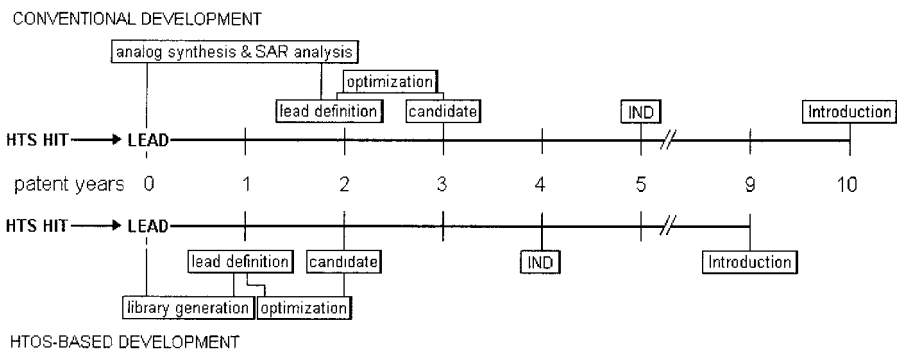 CONVENTIONAL DEVELOPMENT
analog synthesis & SAR analysis
optimization
lead definition candidate IND Introduction
HTS HIT LEAD
patent years 0 1 2 3 4 5 9 10
HTS HIT LEAD
lead definition candidate IND Introduction
library generation optimization
HTOS-BASED DEVELOPMENT